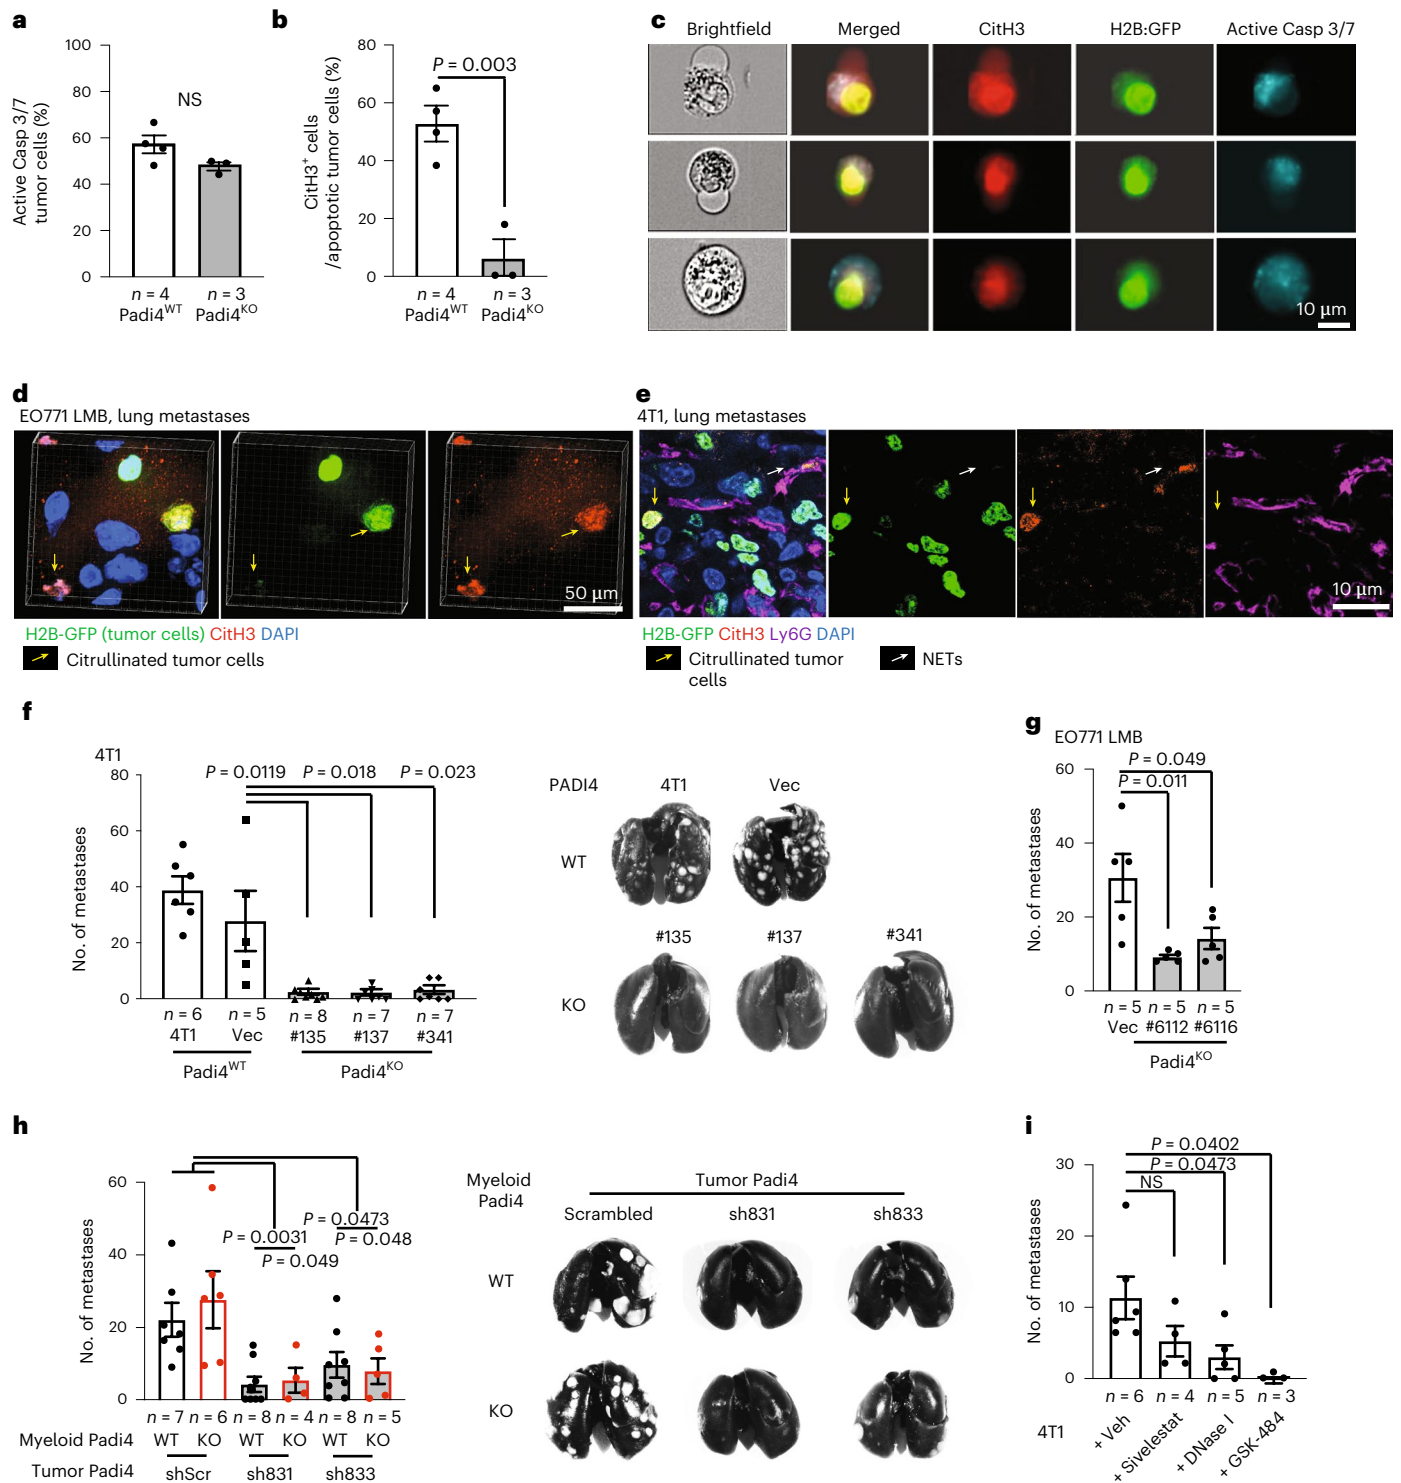 a
Active Casp 3/7
tumor cells (%)
100
80
60
40
20
0
NS
n = 4
n = 3
Padi4WT
Padi4KO
b
CitH3+ cells
/apoptotic tumor cells (%)
80
60
40
20
0
P = 0.003
n = 4
n = 3
Padi4WT
Padi4KO
c
Brightfield
Merged
CitH3
H2B:GFP
Active Casp 3/7
10 µm
d
EO771 LMB, lung metastases
50 µm
H2B-GFP (tumor cells) CitH3 DAPI
Citrullinated tumor cells
e
4T1, lung metastases
10 µm
H2B-GFP CitH3 Ly6G DAPI
Citrullinated tumor
cells
NETs
f
4T1
No. of metastases
80
60
40
20
0
P = 0.0119
P = 0.018
P = 0.023
n = 6
n = 5
n = 8
n = 7
n = 7
4T1
Vec
#135
#137
#341
Padi4WT
Padi4KO
PADI4
4T1
Vec
WT
#135
#137
#341
KO
g
EO771 LMB
No. of metastases
60
40
20
0
P = 0.049
P = 0.011
n = 5
n = 5
n = 5
Vec
#6112
#6116
Padi4KO
h
No. of metastases
60
40
20
0
P = 0.0473
P = 0.0031
P = 0.048
P = 0.049
n = 7
n = 6
n = 8
n = 4
n = 8
n = 5
Myeloid Padi4
WT
KO
WT
KO
WT
KO
Tumor Padi4
shScr
sh831
sh833
Myeloid
Padi4
Tumor Padi4
Scrambled
sh831
sh833
WT
KO
i
No. of metastases
30
20
10
0
P = 0.0402
P = 0.0473
NS
n = 6
n = 4
n = 5
n = 3
4T1
+ Veh
+ Sivelestat
+ DNase I
+ GSK-484